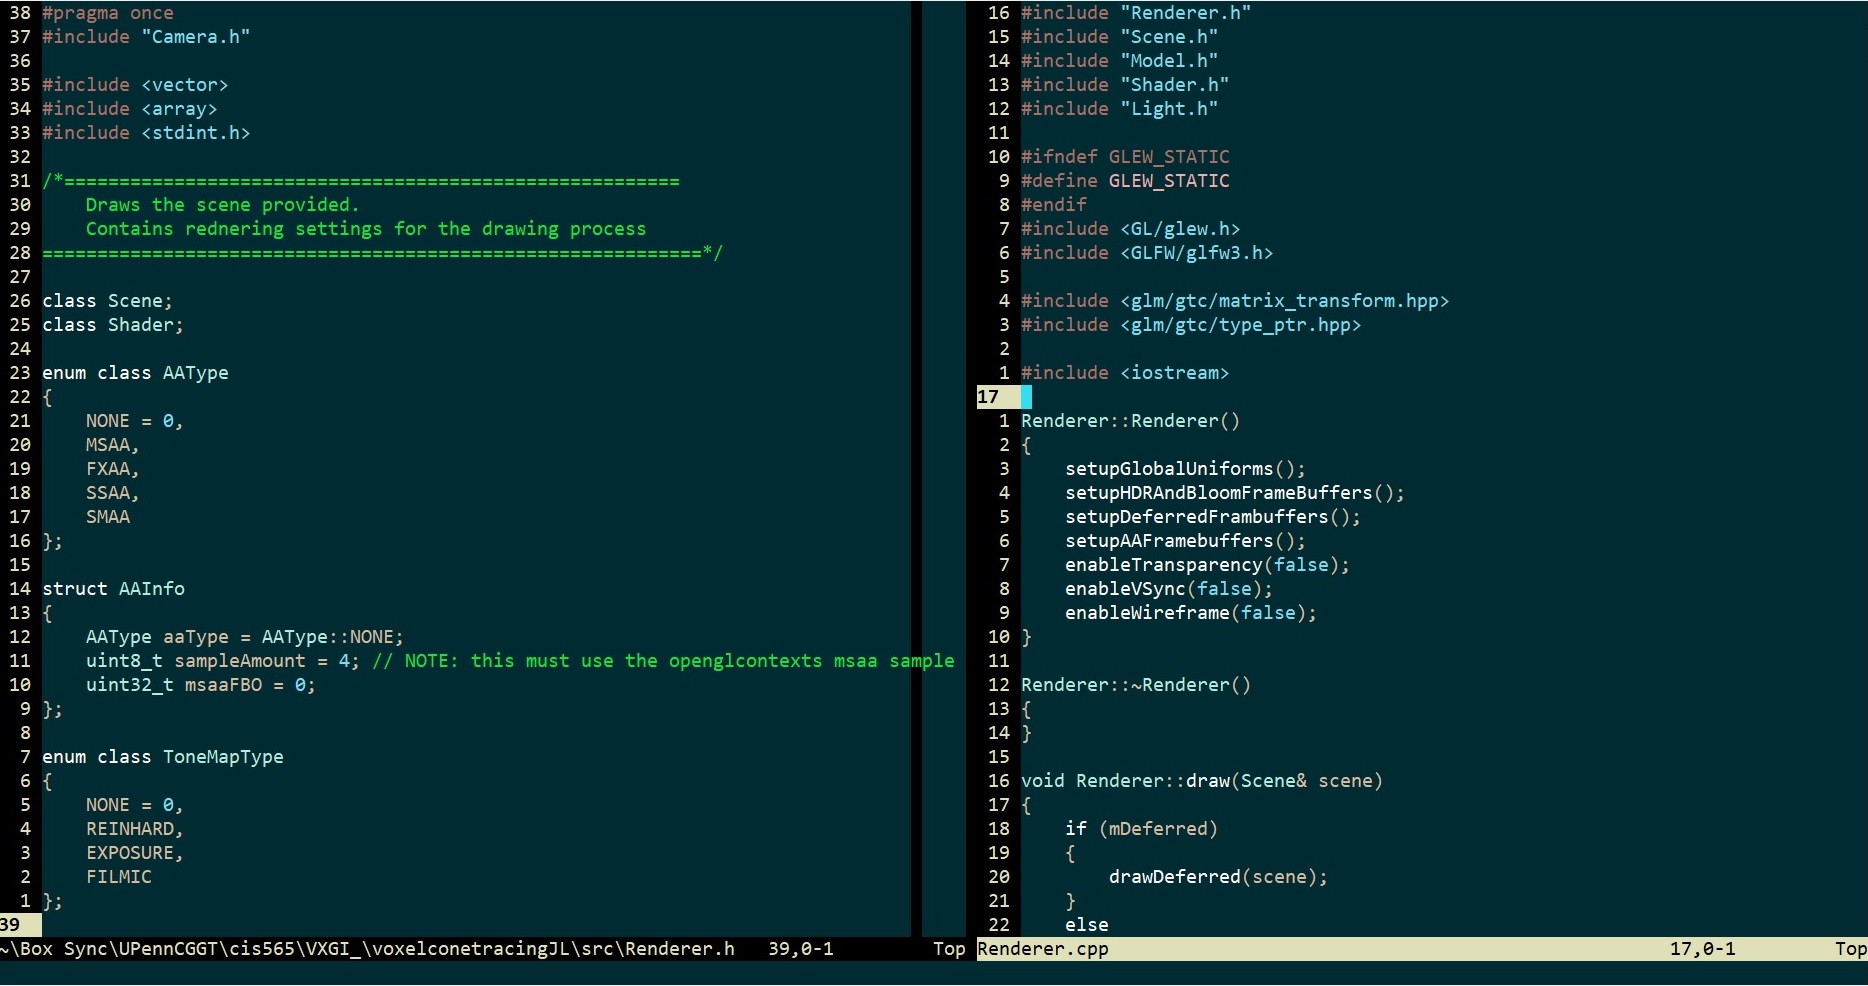 38 #pragma once
37 #include "Camera.h"
36
35 #include <vector>
34 #include <array>
33 #include <stdint.h>
32
31 /*=========================================================
30     Draws the scene provided.
29     Contains rednering settings for the drawing process
28 =============================================================*/
27
26 class Scene;
25 class Shader;
24
23 enum class AAType
22 {
21     NONE = 0,
20     MSAA,
19     FXAA,
18     SSAA,
17     SMAA
16 };
15
14 struct AAInfo
13 {
12     AAType aaType = AAType::NONE;
11     uint8_t sampleAmount = 4; // NOTE: this must use the openglcontexts msaa sample
10     uint32_t msaaFBO = 0;
9 };
8
7 enum class ToneMapType
6 {
5     NONE = 0,
4     REINHARD,
3     EXPOSURE,
2     FILMIC
1 };
39
~\Box Sync\UPennCGGT\cis565\VXGI_\voxelconetracingJL\src\Renderer.h   39,0-1         Top
16 #include "Renderer.h"
15 #include "Scene.h"
14 #include "Model.h"
13 #include "Shader.h"
12 #include "Light.h"
11
10 #ifndef GLEW_STATIC
9 #define GLEW_STATIC
8 #endif
7 #include <GL/glew.h>
6 #include <GLFW/glfw3.h>
5
4 #include <glm/gtc/matrix_transform.hpp>
3 #include <glm/gtc/type_ptr.hpp>
2
1 #include <iostream>
17
1 Renderer::Renderer()
2 {
3     setupGlobalUniforms();
4     setupHDRAndBloomFrameBuffers();
5     setupDeferredFrambuffers();
6     setupAAFramebuffers();
7     enableTransparency(false);
8     enableVSync(false);
9     enableWireframe(false);
10 }
11
12 Renderer::~Renderer()
13 {
14 }
15
16 void Renderer::draw(Scene& scene)
17 {
18     if (mDeferred)
19     {
20         drawDeferred(scene);
21     }
22     else
Renderer.cpp   17,0-1         Top